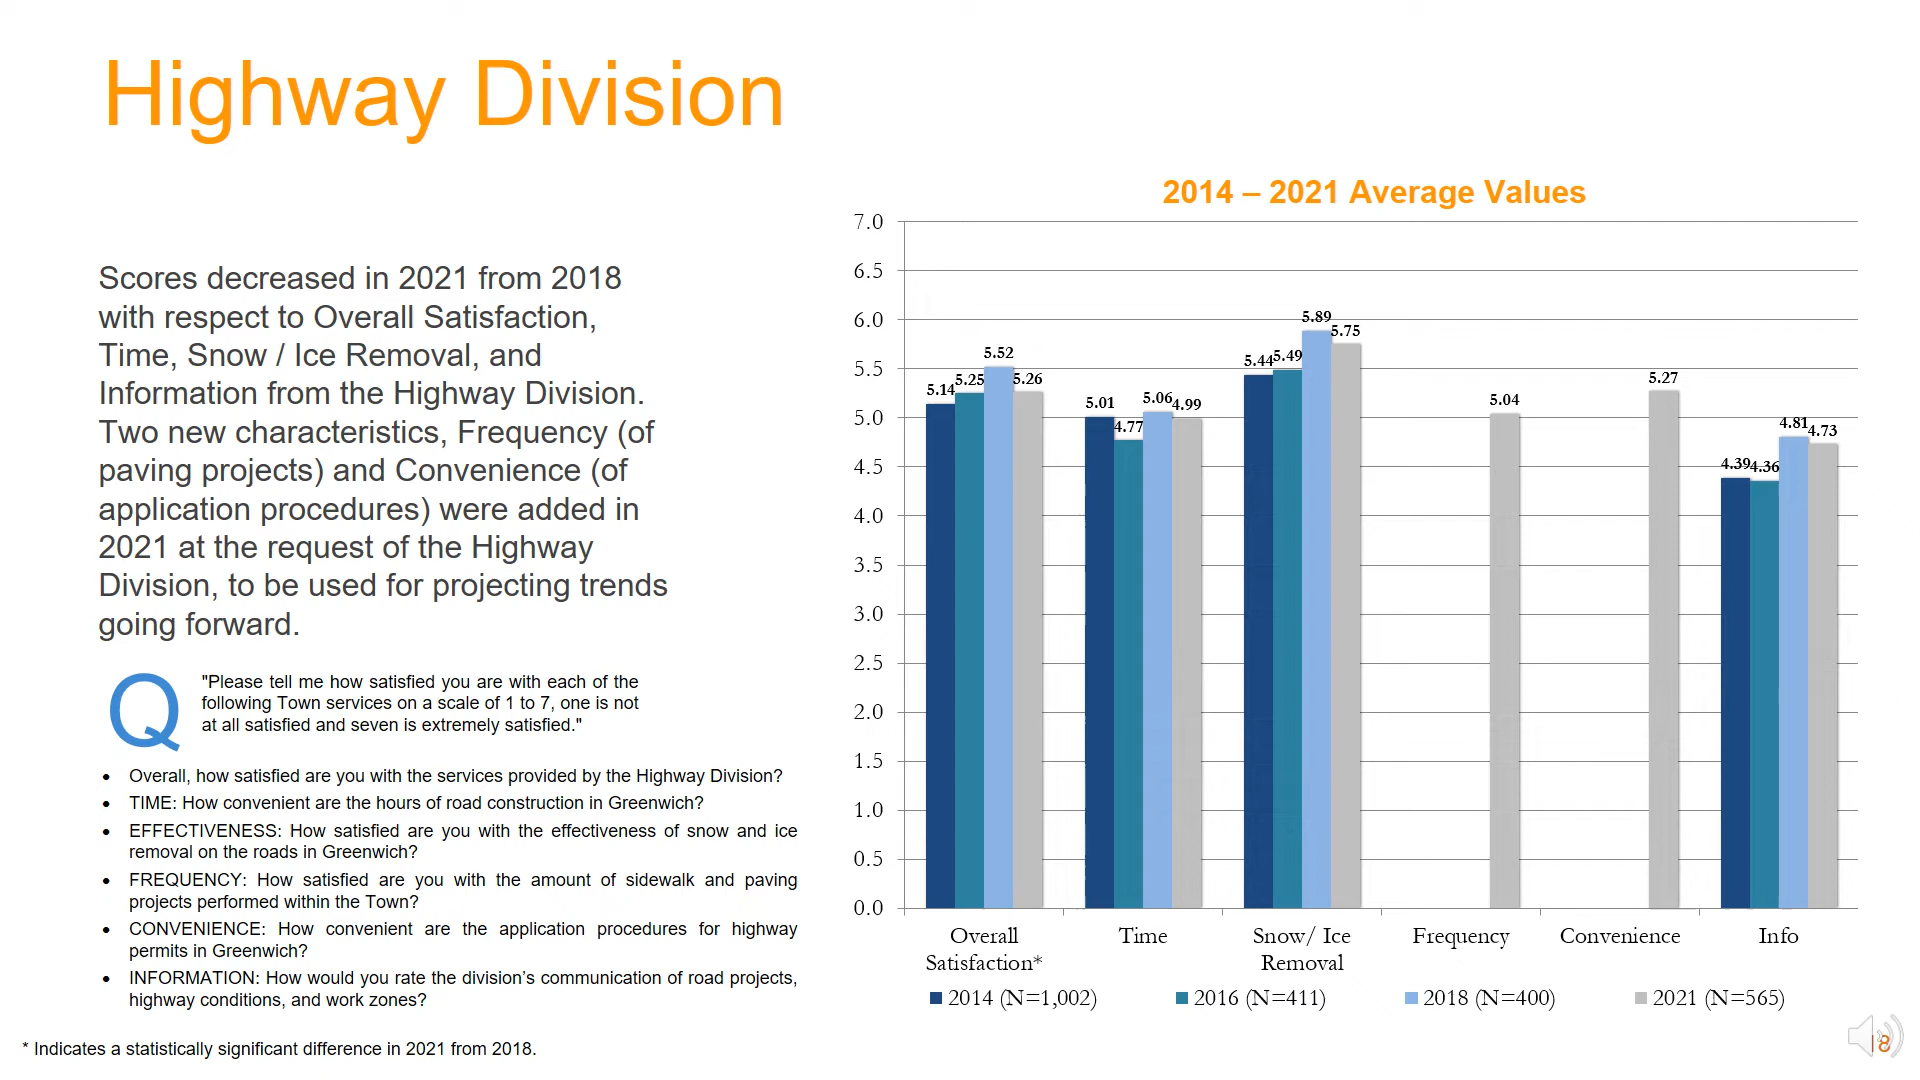 Highway Division
Scores decreased in 2021 from 2018
with respect to Overall Satisfaction,
Time, Snow / Ice Removal, and
Information from the Highway Division.
Two new characteristics, Frequency (of
paving projects) and Convenience (of
application procedures) were added in
2021 at the request of the Highway
Division, to be used for projecting trends
going forward.
Q
"Please tell me how satisfied you are with each of the
following Town services on a scale of 1 to 7, one is not
at all satisfied and seven is extremely satisfied."
• Overall, how satisfied are you with the services provided by the Highway Division?
• TIME: How convenient are the hours of road construction in Greenwich?
• EFFECTIVENESS: How satisfied are you with the effectiveness of snow and ice
removal on the roads in Greenwich?
• FREQUENCY: How satisfied are you with the amount of sidewalk and paving
projects performed within the Town?
• CONVENIENCE: How convenient are the application procedures for highway
permits in Greenwich?
• INFORMATION: How would you rate the division’s communication of road projects,
highway conditions, and work zones?
* Indicates a statistically significant difference in 2021 from 2018.
2014 – 2021 Average Values
7.0
6.5
6.0
5.5
5.0
4.5
4.0
3.5
3.0
2.5
2.0
1.5
1.0
0.5
0.0
5.14 5.25 5.52 5.26
5.01 4.77 5.06 4.99
5.44 5.49 5.89 5.75
5.04
5.27
4.39 4.36 4.81 4.73
Overall
Satisfaction*
Time
Snow/ Ice
Removal
Frequency
Convenience
Info
2014 (N=1,002) 2016 (N=411) 2018 (N=400) 2021 (N=565)
18